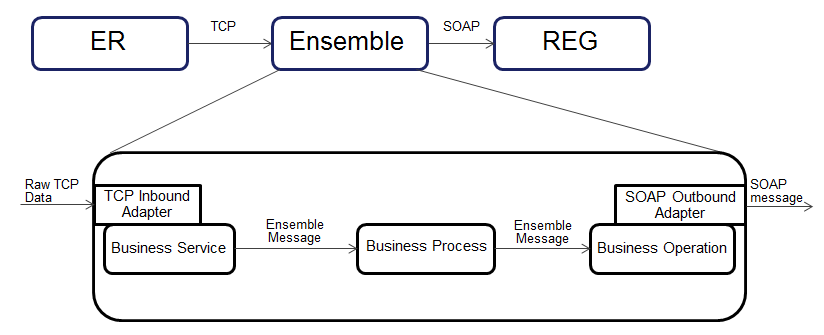 ER
TCP
Ensemble
SOAP
REG
Raw TCP
Data
TCP Inbound
Adapter
Business Service
Ensemble
Message
Business Process
Ensemble
Message
SOAP Outbound
Adapter
Business Operation
SOAP
message